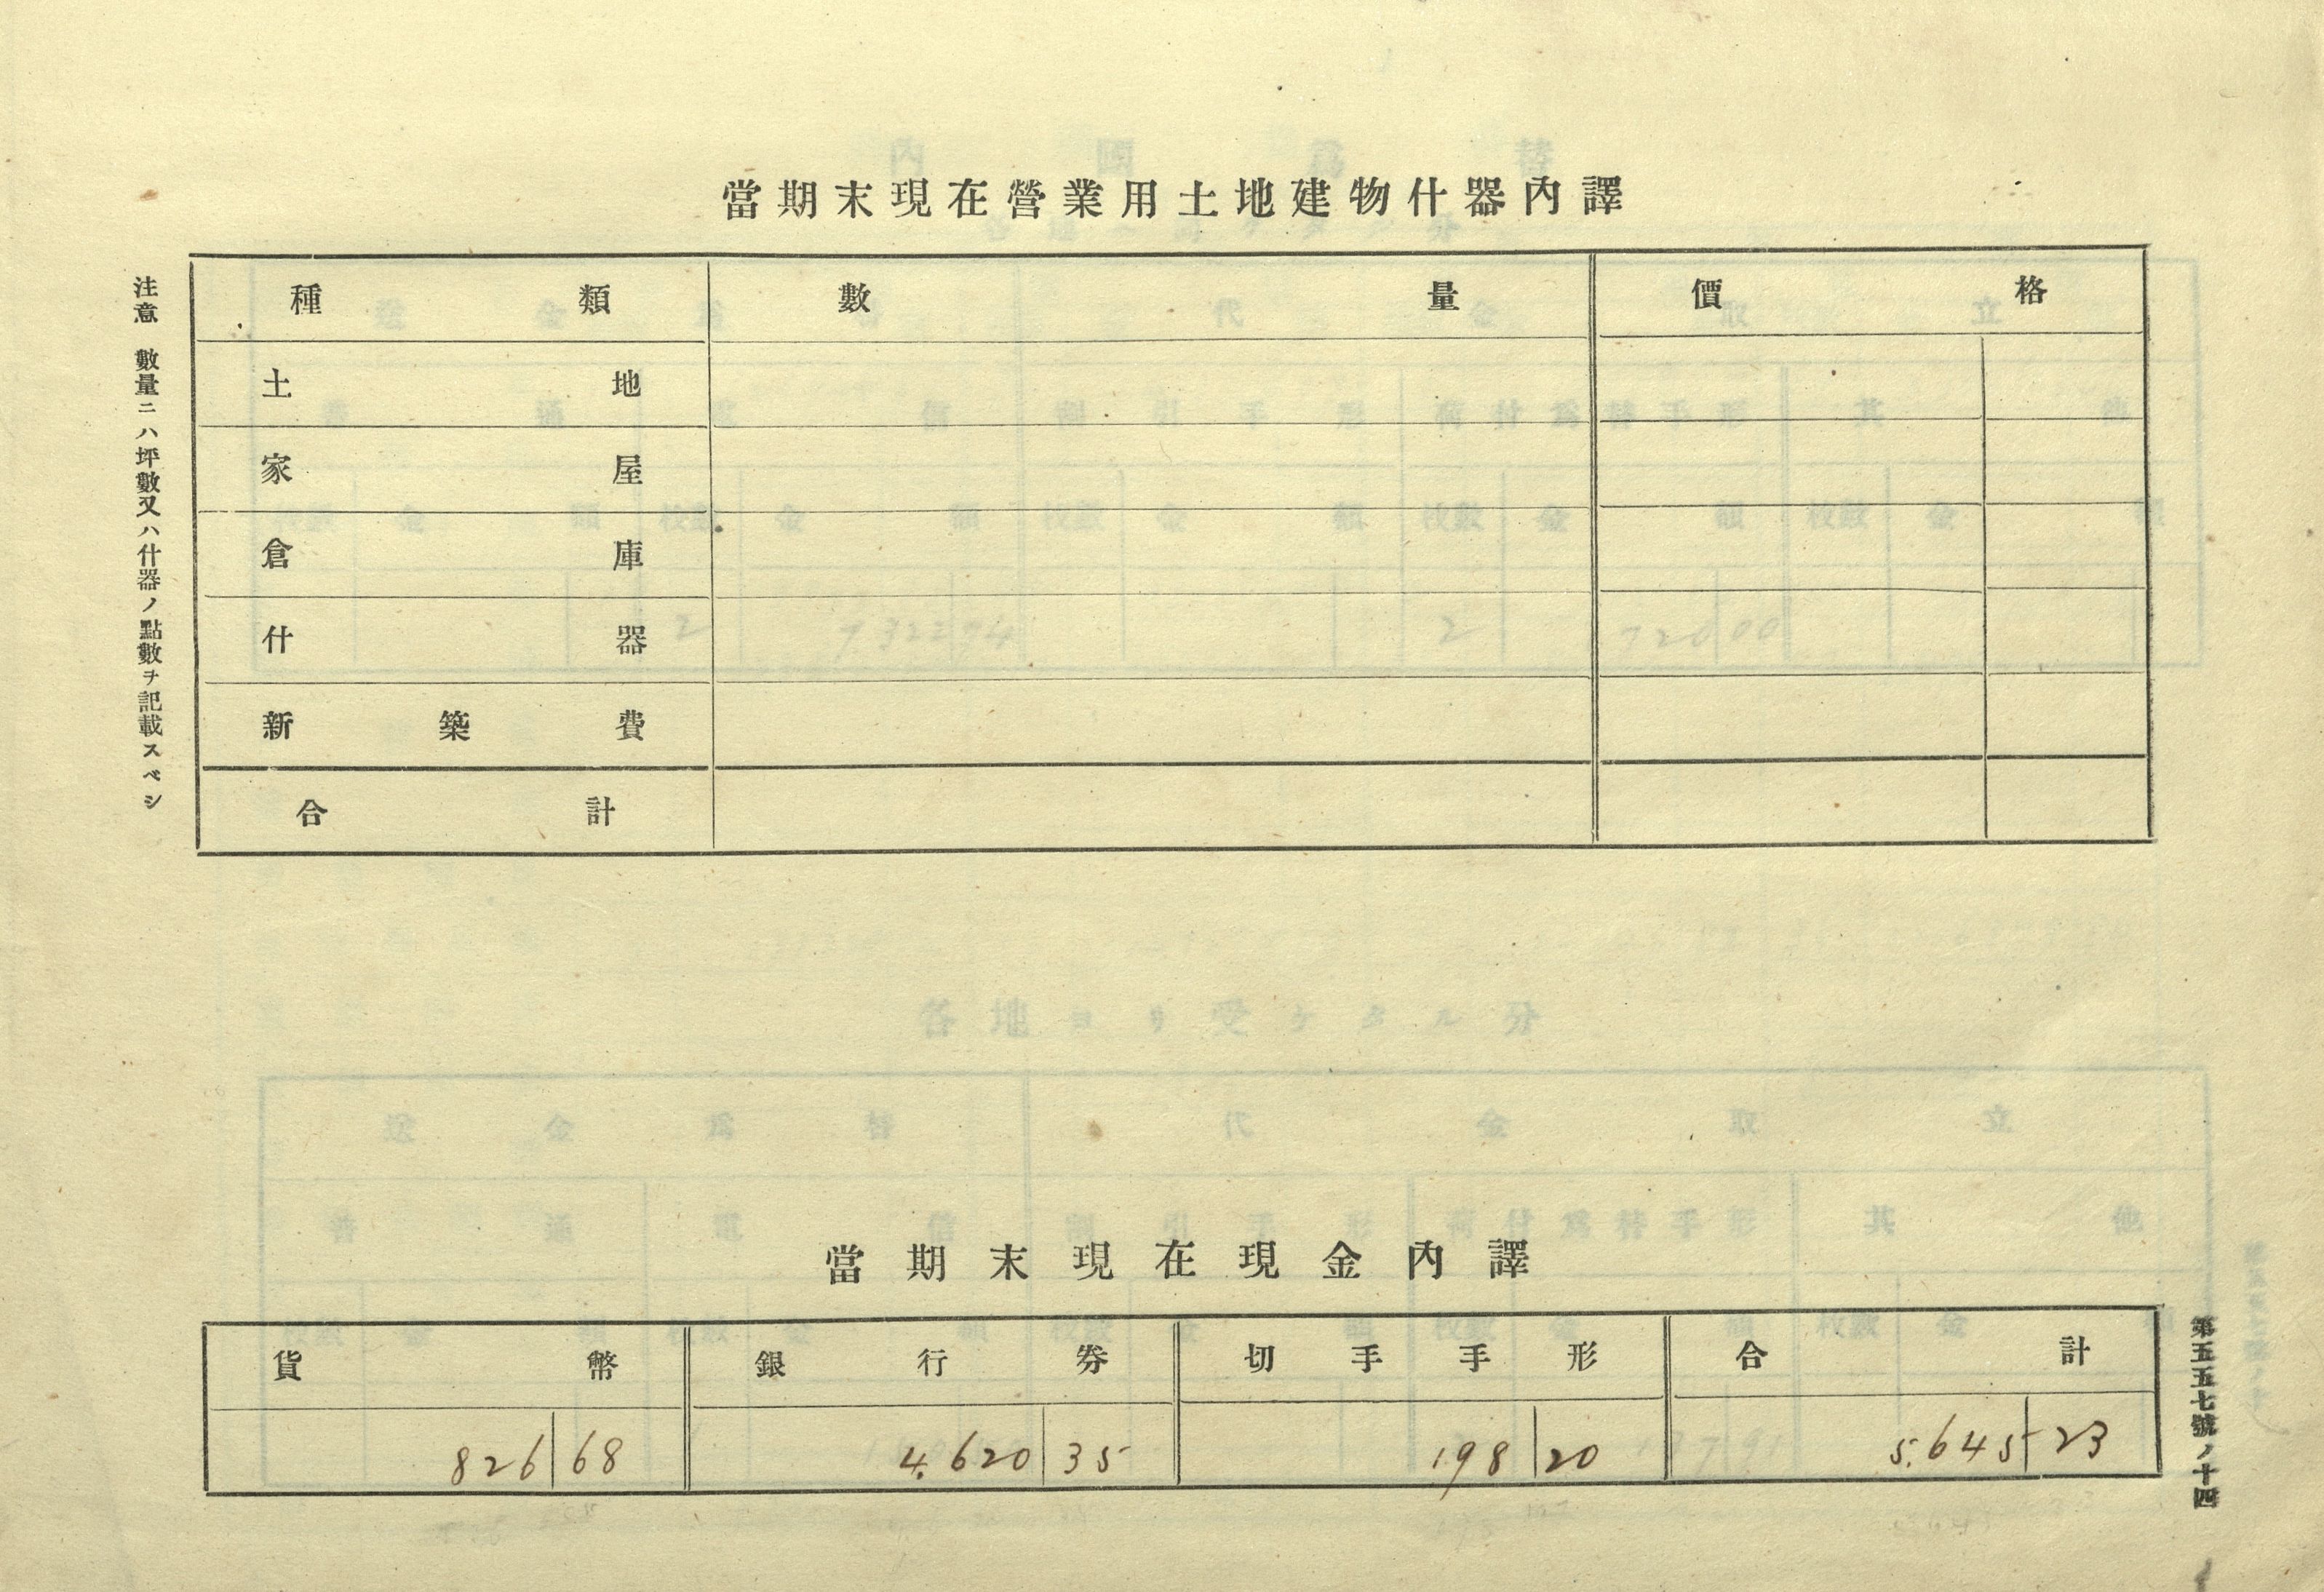 當期末現在營業用土地建物什器內譯
種類 數量 價格
土地
家屋
倉庫
什器
新築費
合計
注意 數量ニハ坪數又ハ什器ノ點數ヲ記載スベシ
當期末現在現金內譯
貨幣 銀行券 切手手形 合計
826 68 4,620 35 198 20 5,645 23
第五五七號ノ十四